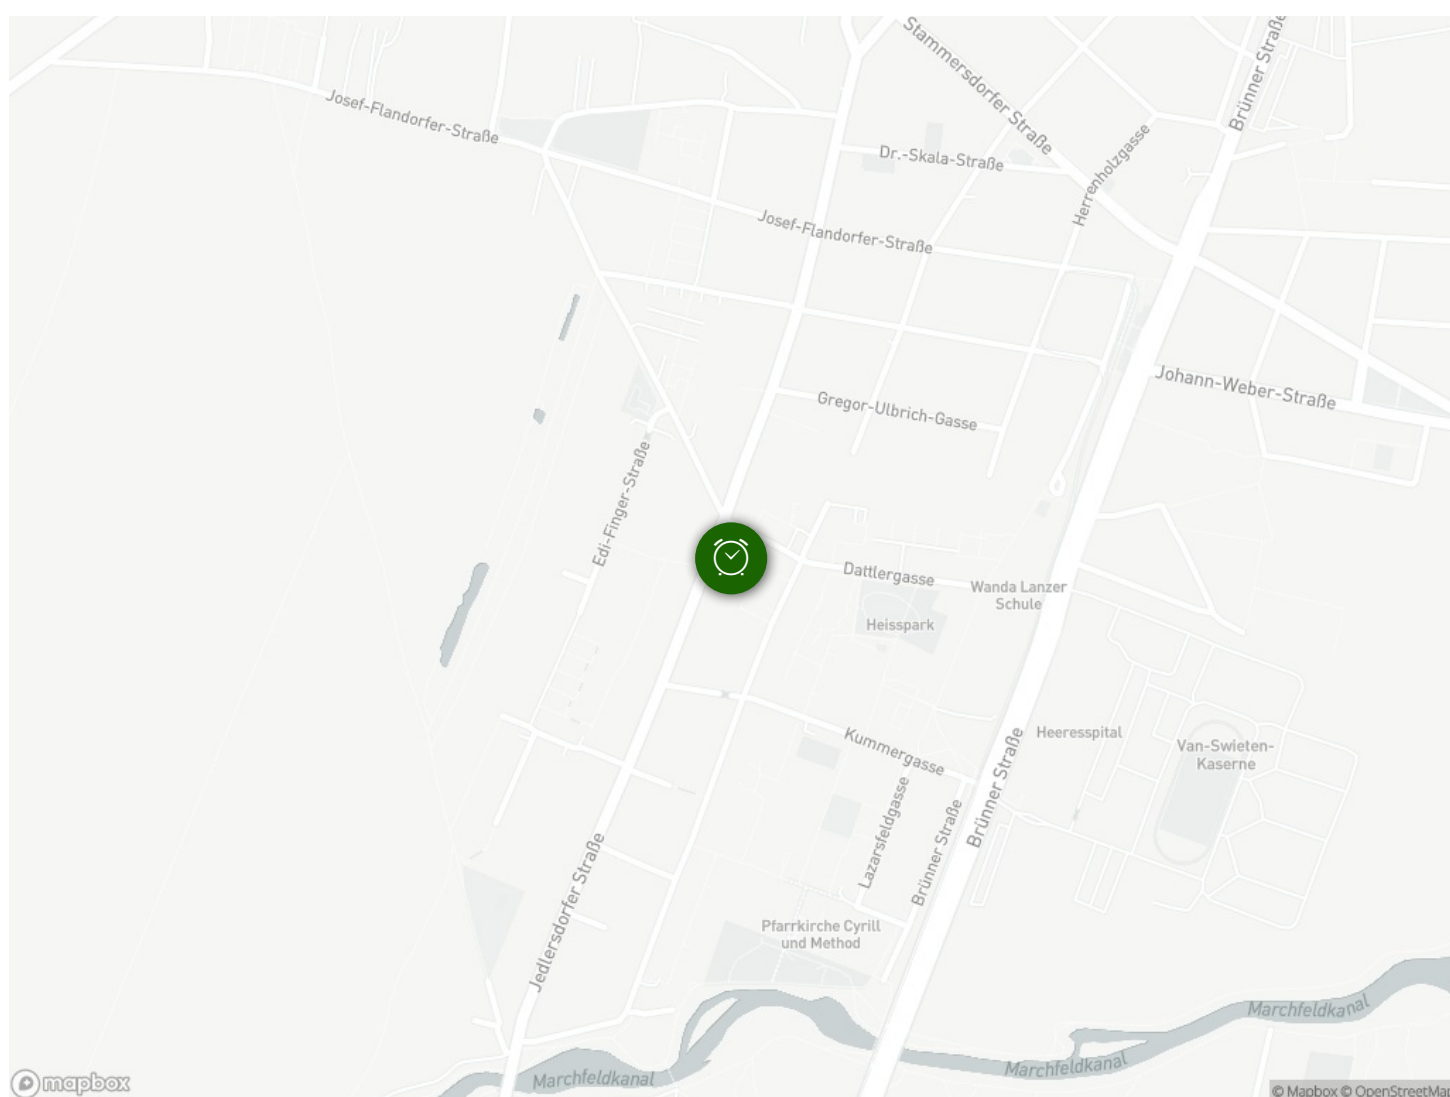 Stammersdorfer Straße
Brünner Straße
Josef-Flandorfer-Straße
Dr.-Skala-Straße
Herrenholzgasse
Josef-Flandorfer-Straße
Johann-Weber-Straße
Gregor-Ulbrich-Gasse
Edi-Finger-Straße
Dattlergasse
Wanda Lanzer
Schule
Heisspark
Kummergasse
Heeresspital
Van-Swieten-
Kaserne
Brünner Straße
Lazarsfeldgasse
Brünner Straße
Jedlersdorfer Straße
Pfarrkirche Cyrill
und Method
Marchfeldkanal
Marchfeldkanal
Marchfeldkanal
mapbox
© Mapbox © OpenStreetMap